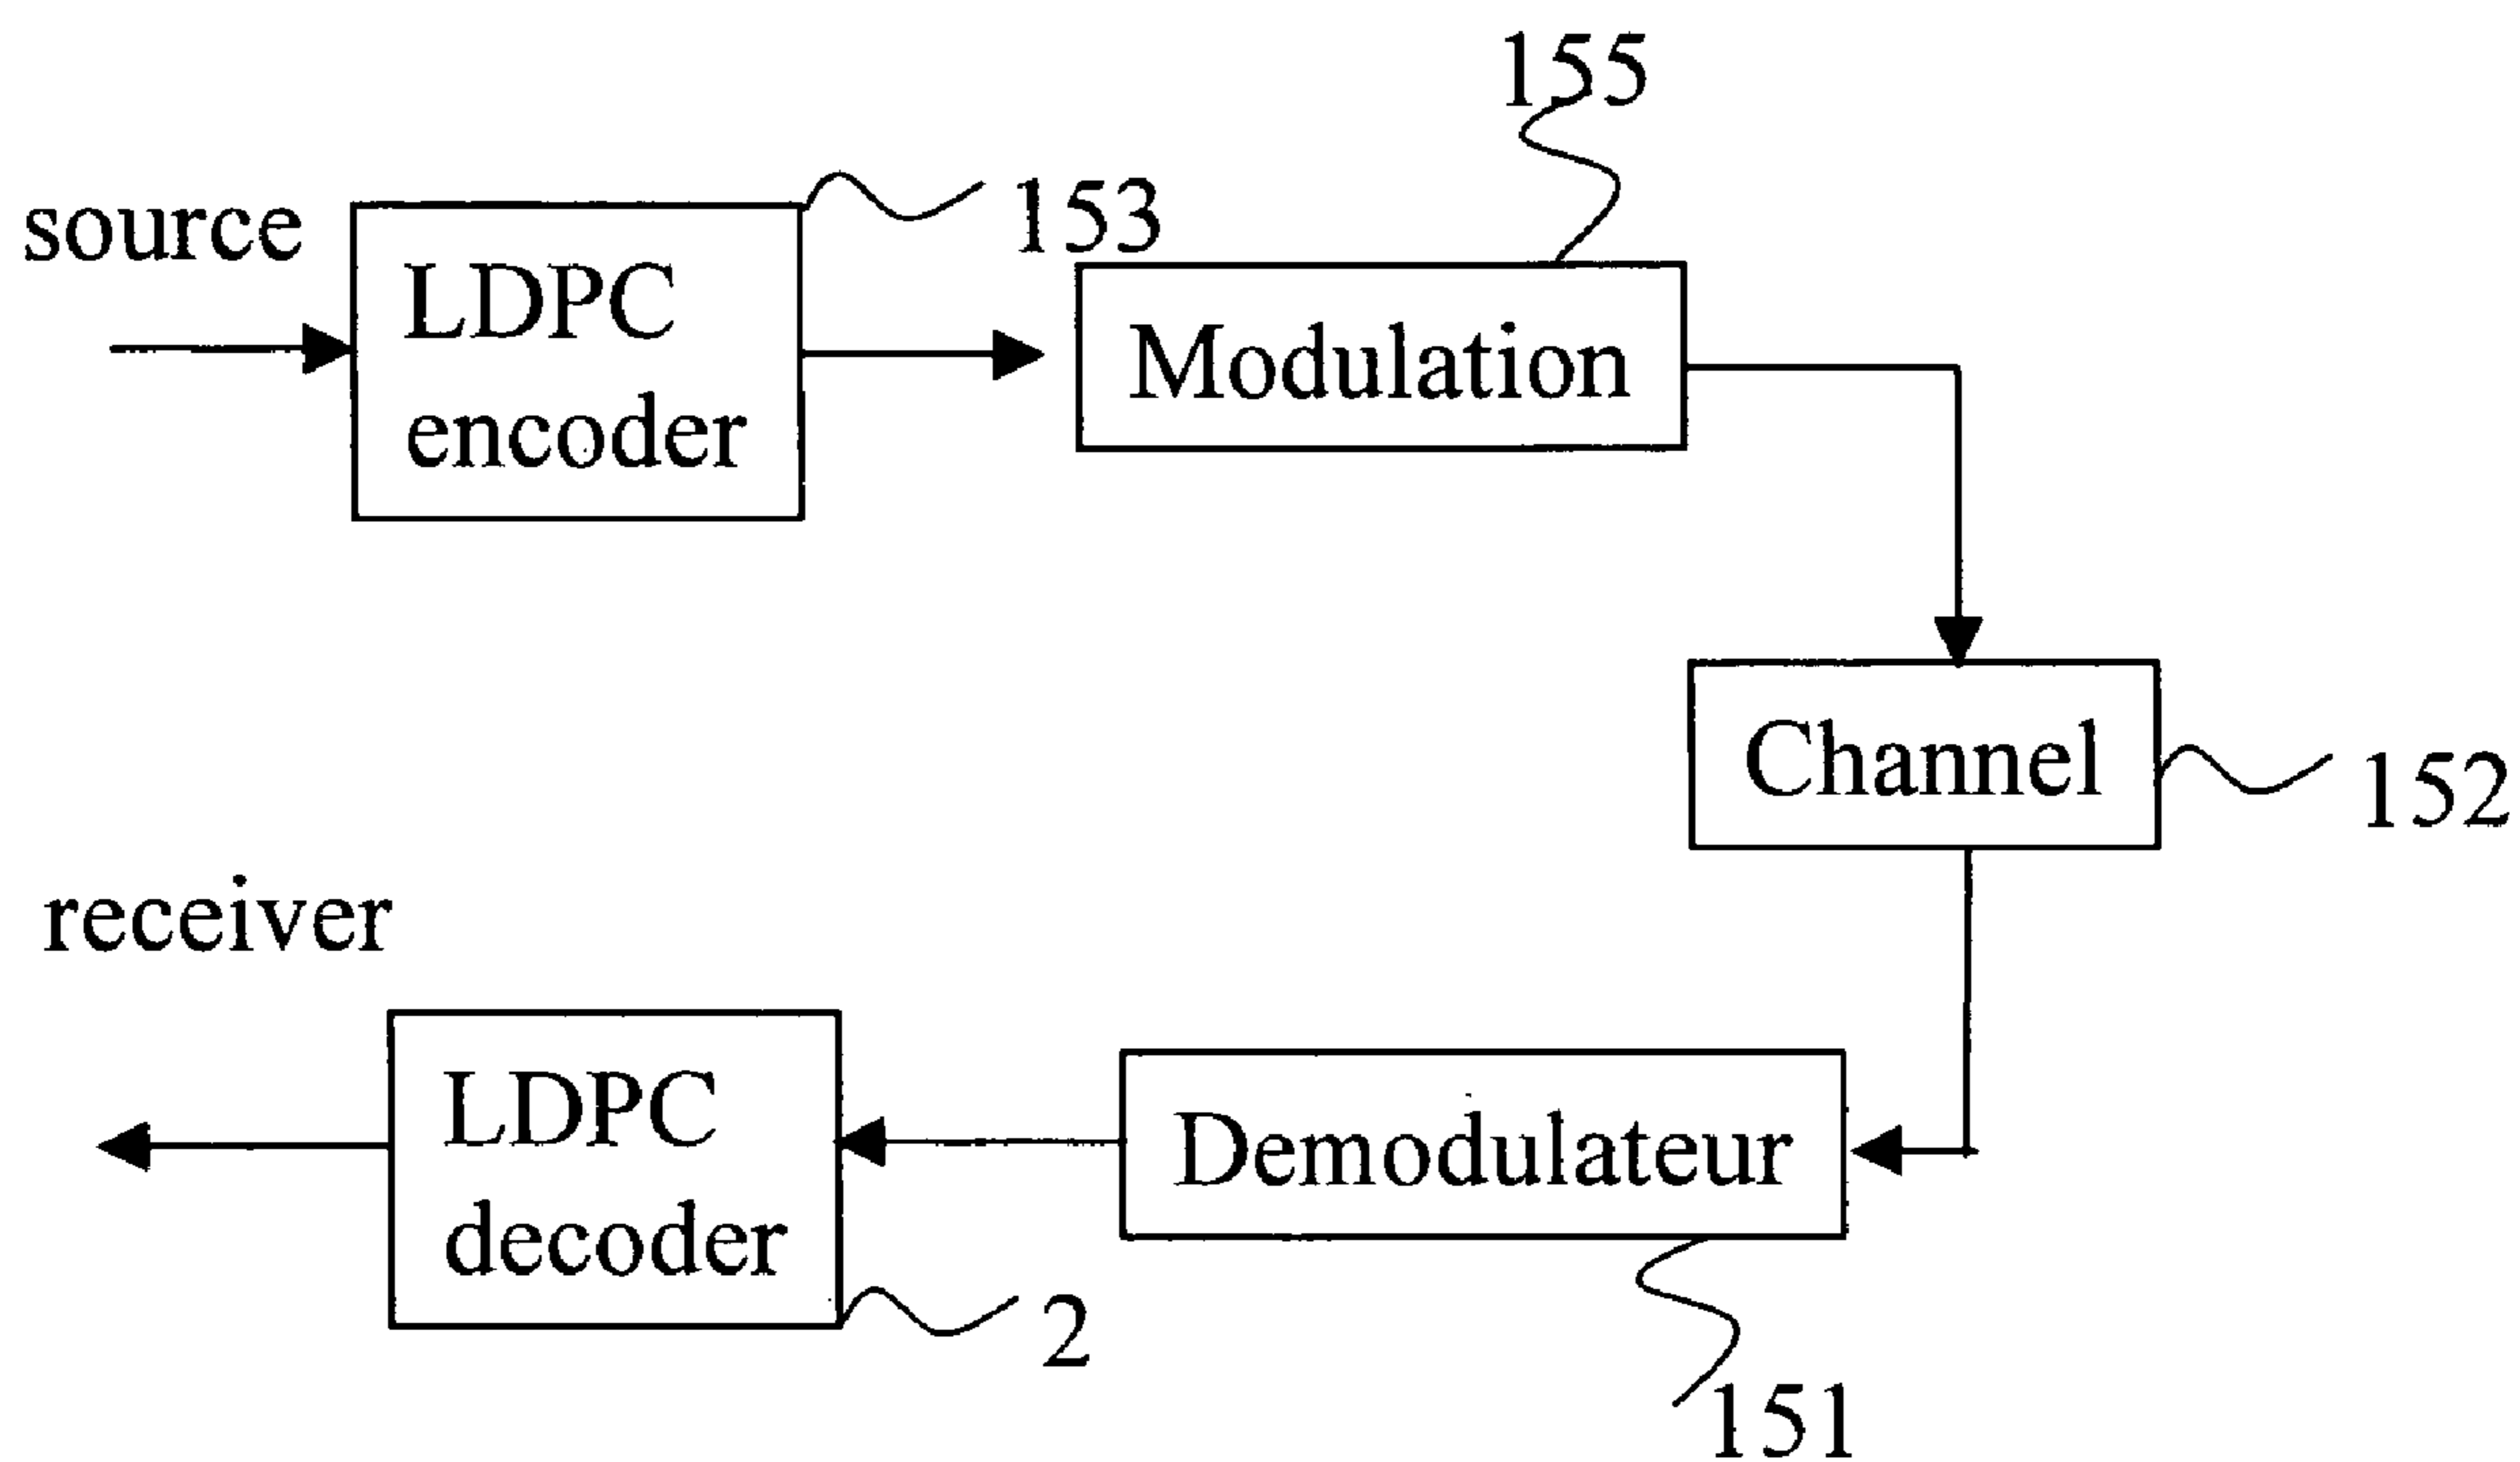 155
source
153
LDPC
encoder
Modulation
Channel
152
receiver
LDPC
decoder
Demodulateur
2
151